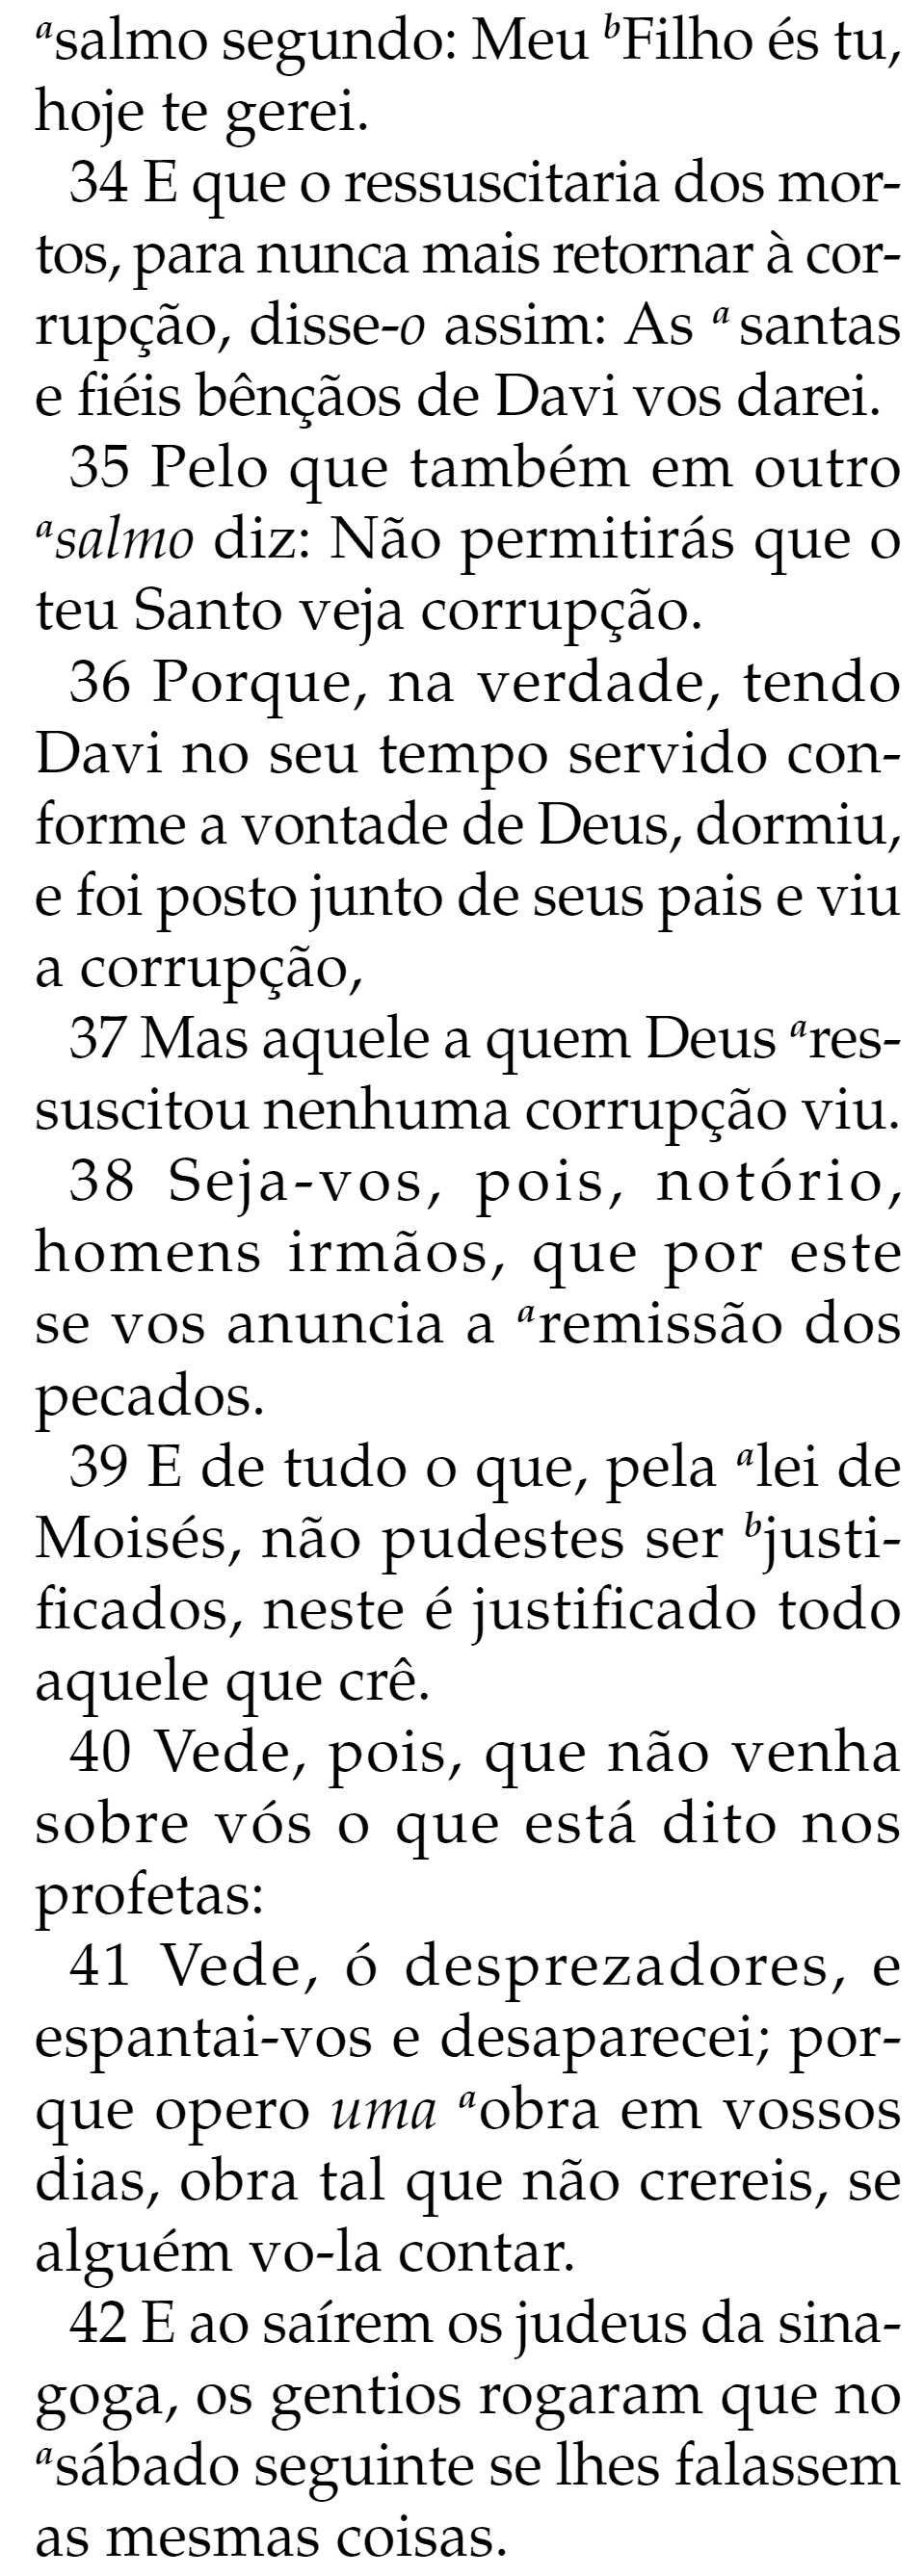 ᵃsalmo segundo: Meu ᵇFilho és tu,
hoje te gerei.
34 E que o ressuscitaria dos mor-
tos, para nunca mais retornar à cor-
rupção, disse-o assim: As ᵃ santas
e fiéis bênçãos de Davi vos darei.
35 Pelo que também em outro
ᵃsalmo diz: Não permitirás que o
teu Santo veja corrupção.
36 Porque, na verdade, tendo
Davi no seu tempo servido con-
forme a vontade de Deus, dormiu,
e foi posto junto de seus pais e viu
a corrupção,
37 Mas aquele a quem Deus ᵃres-
suscitou nenhuma corrupção viu.
38 Seja-vos, pois, notório,
homens irmãos, que por este
se vos anuncia a ᵃremissão dos
pecados.
39 E de tudo o que, pela ᵃlei de
Moisés, não pudestes ser ᵇjusti-
ficados, neste é justificado todo
aquele que crê.
40 Vede, pois, que não venha
sobre vós o que está dito nos
profetas:
41 Vede, ó desprezadores, e
espantai-vos e desaparecei; por-
que opero uma ᵃobra em vossos
dias, obra tal que não crereis, se
alguém vo-la contar.
42 E ao saírem os judeus da sina-
goga, os gentios rogaram que no
ᵃsábado seguinte se lhes falassem
as mesmas coisas.